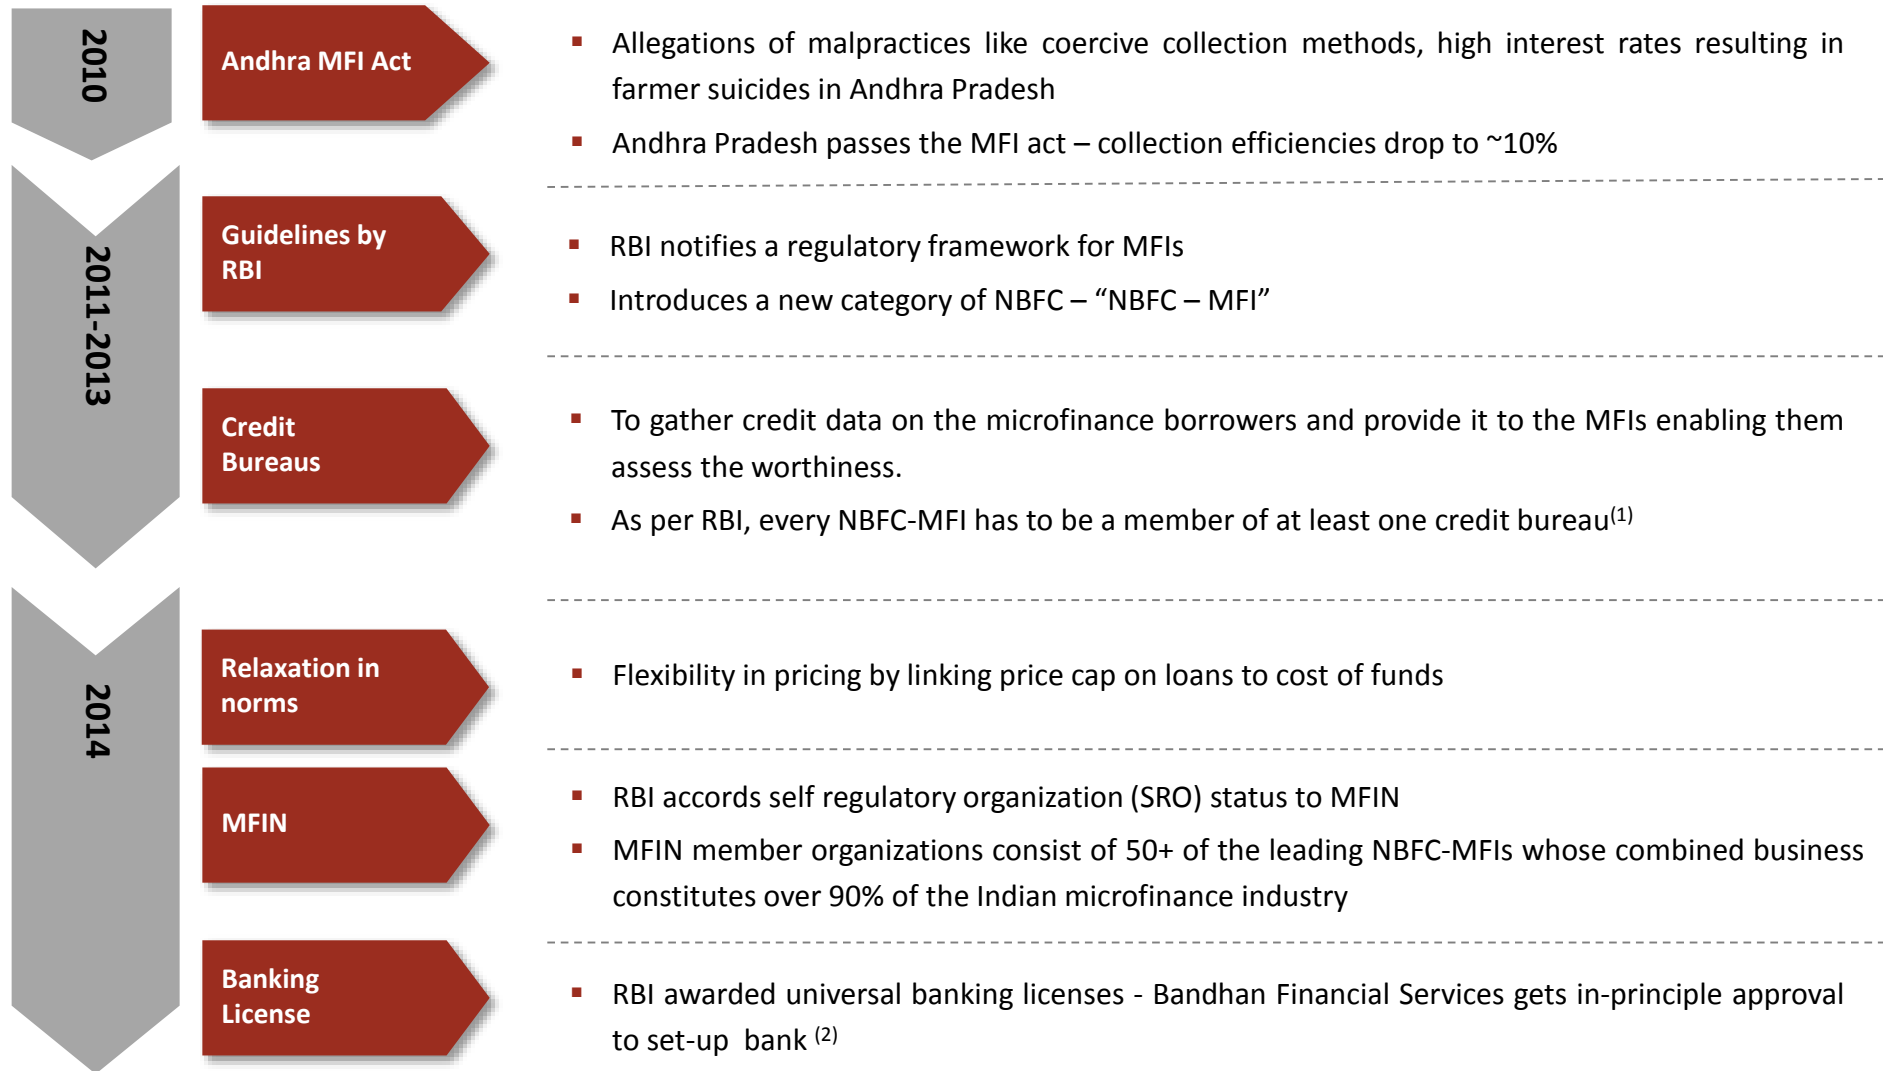 2010
Andhra MFI Act
▪ Allegations of malpractices like coercive collection methods, high interest rates resulting in
farmer suicides in Andhra Pradesh
▪ Andhra Pradesh passes the MFI act – collection efficiencies drop to ~10%
2011-2013
Guidelines by
RBI
▪ RBI notifies a regulatory framework for MFIs
▪ Introduces a new category of NBFC – “NBFC – MFI”
Credit
Bureaus
▪ To gather credit data on the microfinance borrowers and provide it to the MFIs enabling them
assess the worthiness.
▪ As per RBI, every NBFC-MFI has to be a member of at least one credit bureau(1)
2014
Relaxation in
norms
▪ Flexibility in pricing by linking price cap on loans to cost of funds
MFIN
▪ RBI accords self regulatory organization (SRO) status to MFIN
▪ MFIN member organizations consist of 50+ of the leading NBFC-MFIs whose combined business
constitutes over 90% of the Indian microfinance industry
Banking
License
▪ RBI awarded universal banking licenses - Bandhan Financial Services gets in-principle approval
to set-up bank (2)